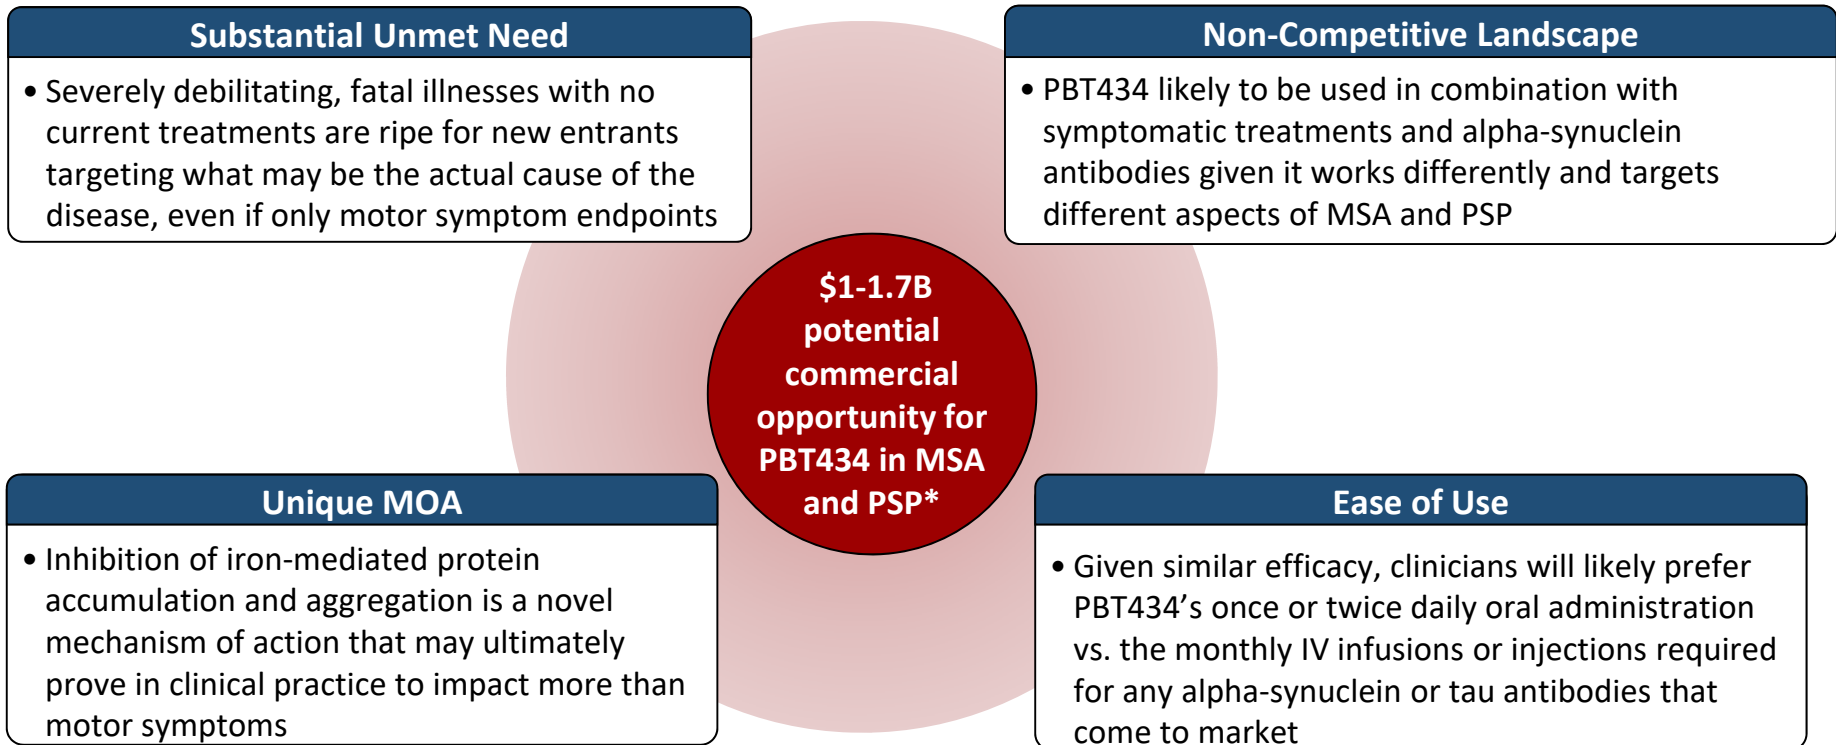 Substantial Unmet Need
• Severely debilitating, fatal illnesses with no
current treatments are ripe for new entrants
targeting what may be the actual cause of the
disease, even if only motor symptom endpoints
Non-Competitive Landscape
• PBT434 likely to be used in combination with
symptomatic treatments and alpha-synuclein
antibodies given it works differently and targets
different aspects of MSA and PSP
$1-1.7B
potential
commercial
opportunity for
PBT434 in MSA
and PSP*
Unique MOA
• Inhibition of iron-mediated protein
accumulation and aggregation is a novel
mechanism of action that may ultimately
prove in clinical practice to impact more than
motor symptoms
Ease of Use
• Given similar efficacy, clinicians will likely prefer
PBT434’s once or twice daily oral administration
vs. the monthly IV infusions or injections required
for any alpha-synuclein or tau antibodies that
come to market